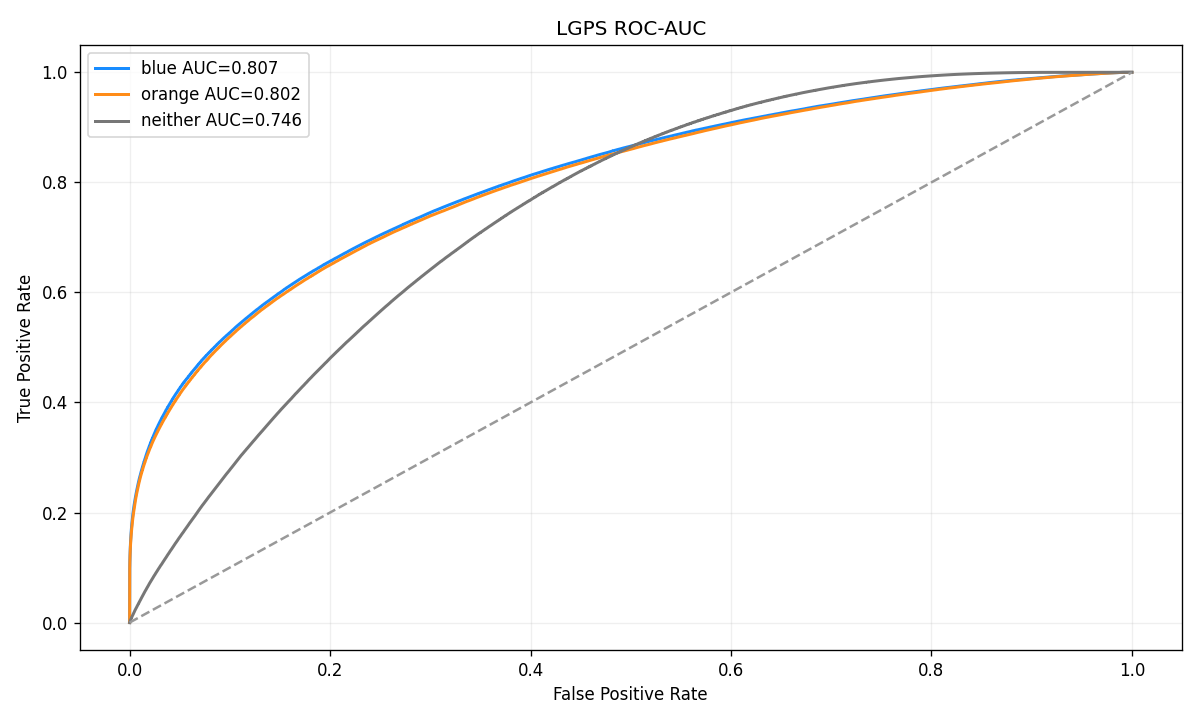 LGPS ROC-AUC
blue AUC=0.807
orange AUC=0.802
neither AUC=0.746
True Positive Rate
1.0
0.8
0.6
0.4
0.2
0.0
0.0 0.2 0.4 0.6 0.8 1.0
False Positive Rate